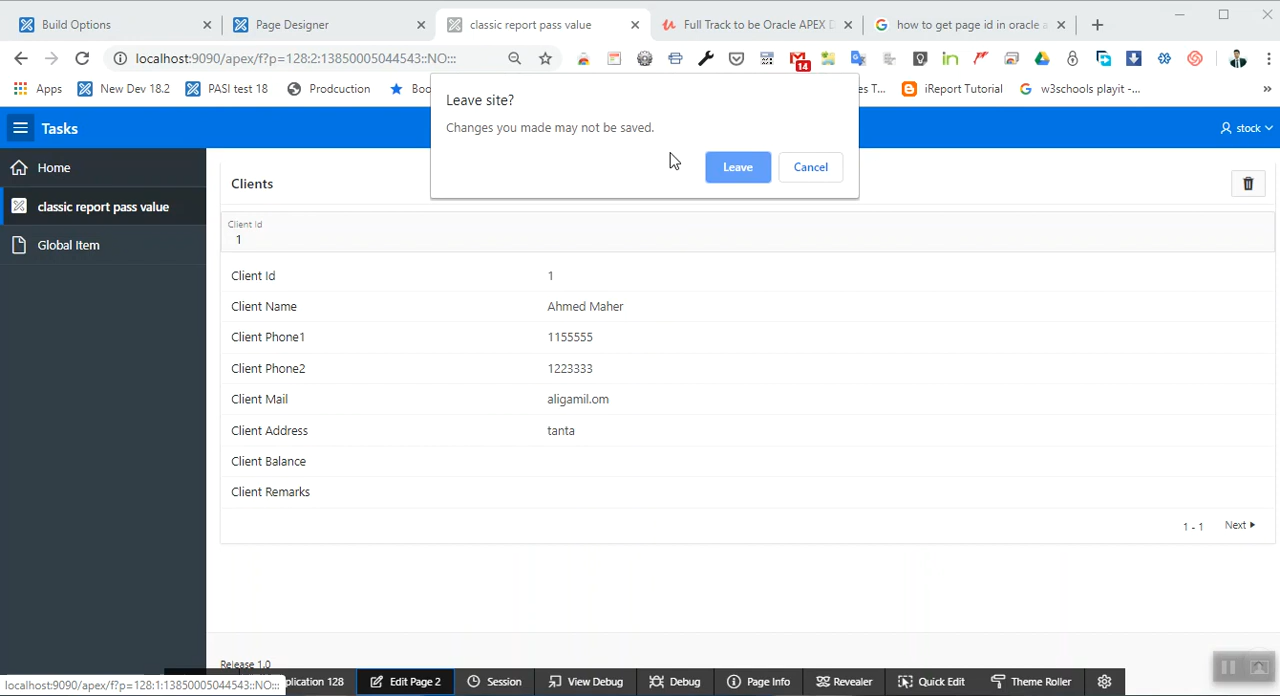 Build Options
Page Designer
classic report pass value
Full Track to be Oracle APEX D
how to get page id in oracle a
localhost:9090/apex/f?p=128:2:13850005044543::NO:::
14
Apps
New Dev 18.2
PASI test 18
Prodcuction
Boo
es T...
iReport Tutorial
w3schools playit -...
Leave site?
Changes you made may not be saved.
Leave
Cancel
Tasks
stock
Home
classic report pass value
Global Item
Clients
Client Id
1
Client Id 1
Client Name Ahmed Maher
Client Phone1 1155555
Client Phone2 1223333
Client Mail aligamil.om
Client Address tanta
Client Balance
Client Remarks
1 - 1 Next
Release 1.0
localhost:9090/apex/f?p=128:1:13850005044543::NO:::
plication 128
Edit Page 2
Session
View Debug
Debug
Page Info
Revealer
Quick Edit
Theme Roller